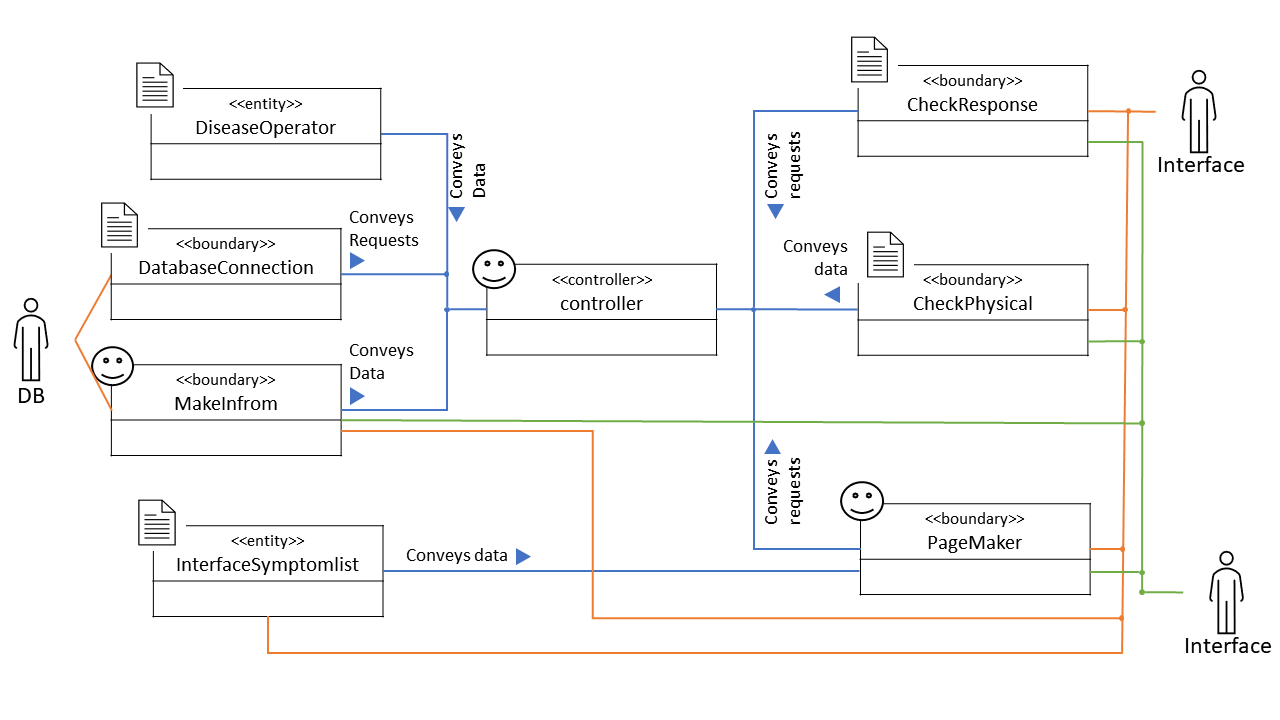 <<entity>>
DiseaseOperator
Conveys
Data
<<boundary>>
DatabaseConnection
Conveys
Requests
<<boundary>>
MakeInfrom
Conveys
Data
DB
<<entity>>
InterfaceSymptomlist
Conveys data
<<controller>>
controller
<<boundary>>
CheckResponse
Conveys
requests
Interface
<<boundary>>
CheckPhysical
Conveys
data
<<boundary>>
PageMaker
Conveys
requests
Interface